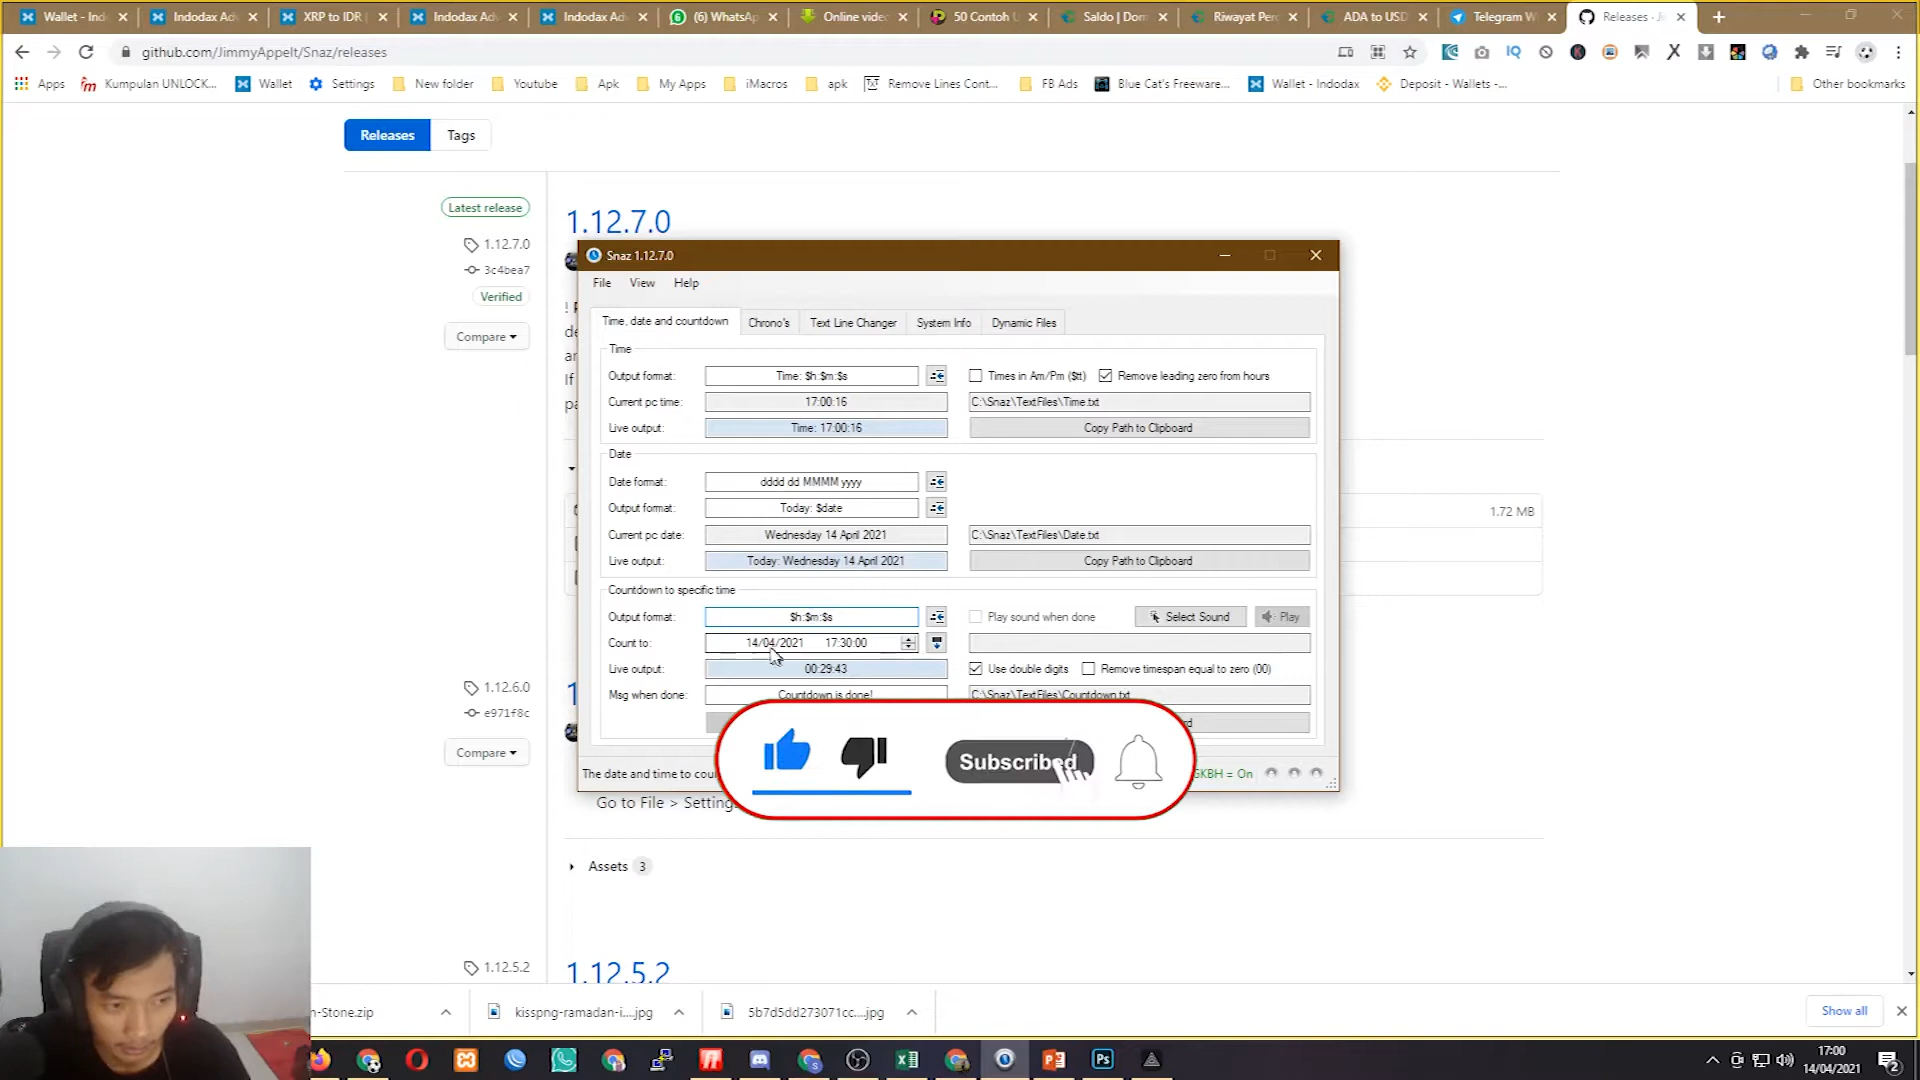 Wallet - Ind
Indodax Adv
XRP to IDR
Indodax Adv
Indodax Adv
(6) WhatsAp
Online vide
50 Contoh
Saldo | Dom
Riwayat Per
ADA to USD
Telegram W
Releases · J
github.com/JimmyAppelt/Snaz/releases
Apps
Kumpulan UNLOCK...
Wallet
Settings
New folder
Youtube
Apk
My Apps
iMacros
apk
Remove Lines Cont...
FB Ads
Blue Cat's Freeware...
Wallet - Indodax
Deposit - Wallets -...
Other bookmarks
Releases
Tags
Latest release
1.12.7.0
3c4bea7
Verified
Compare
1.12.7.0
Snaz 1.12.7.0
File View Help
Time, date and countdown
Chrono's
Text Line Changer
System Info
Dynamic Files
Time
Output format: Time: $h:$m:$s
Times in Am/Pm ($tt) Remove leading zero from hours
Current pc time: 17:00:16
C:\Snaz\TextFiles\Time.txt
Live output: Time: 17:00:16
Copy Path to Clipboard
Date
Date format: dddd dd MMMM yyyy
Output format: Today: $date
Current pc date: Wednesday 14 April 2021
C:\Snaz\TextFiles\Date.txt
Live output: Today: Wednesday 14 April 2021
Copy Path to Clipboard
Countdown to specific time
Output format: $h:$m:$s
Play sound when done
Select Sound
Play
Count to: 14/04/2021 17:30:00
Live output: 00:29:43
Use double digits Remove timespan equal to zero (00)
Msg when done: Countdown is done!
C:\Snaz\TextFiles\Countdown.txt
The date and time to cou
GKBH = On
Subscribed
1.72 MB
1.12.6.0
e971f8c
Compare
Go to File > Setting
Assets 3
1.12.5.2
1.12.5.2
n-Stone.zip
kisspng-ramadan-i....jpg
5b7d5dd273071cc....jpg
Show all
17:00
14/04/2021
2